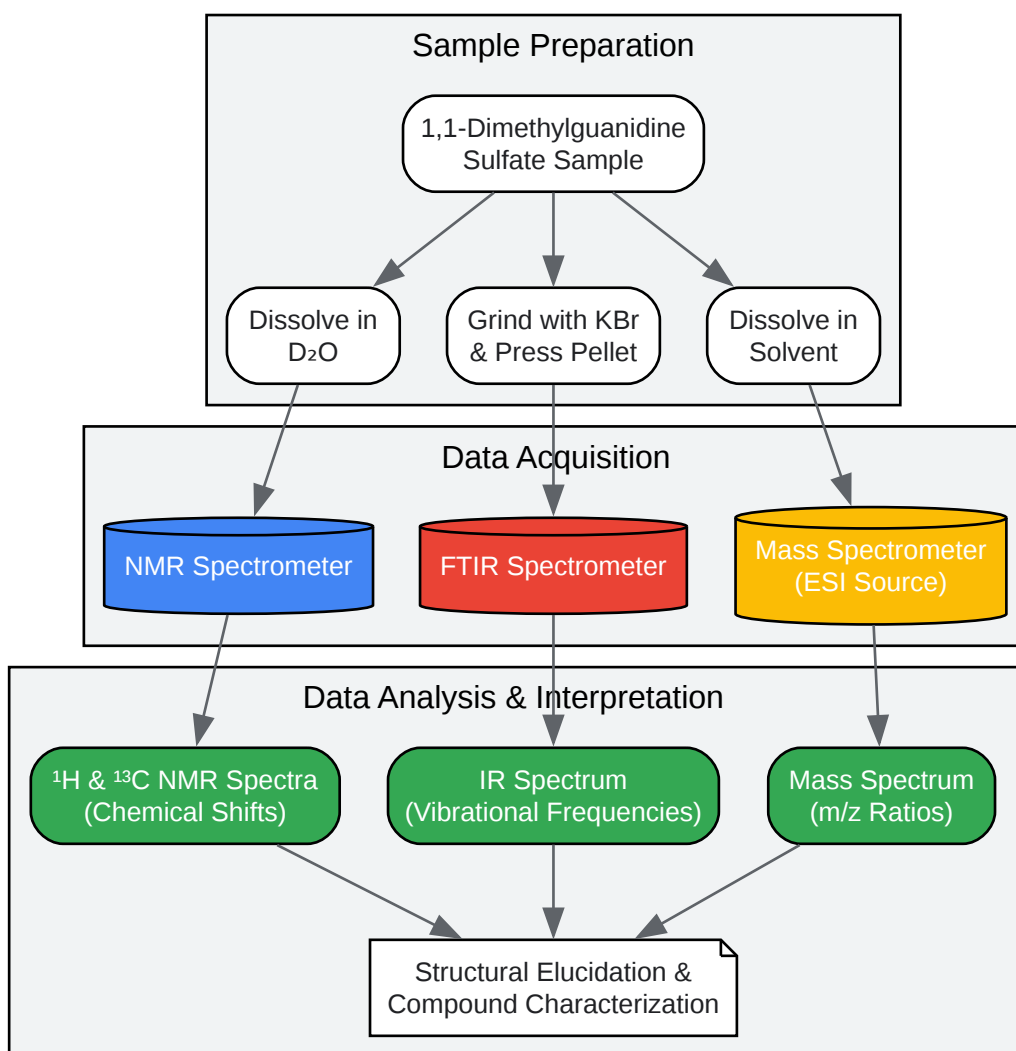 Sample Preparation
1,1-Dimethylguanidine
Sulfate Sample
Dissolve in
D₂O
Grind with KBr
& Press Pellet
Dissolve in
Solvent
Data Acquisition
NMR Spectrometer
FTIR Spectrometer
Mass Spectrometer
(ESI Source)
Data Analysis & Interpretation
¹H & ¹³C NMR Spectra
(Chemical Shifts)
IR Spectrum
(Vibrational Frequencies)
Mass Spectrum
(m/z Ratios)
Structural Elucidation &
Compound Characterization